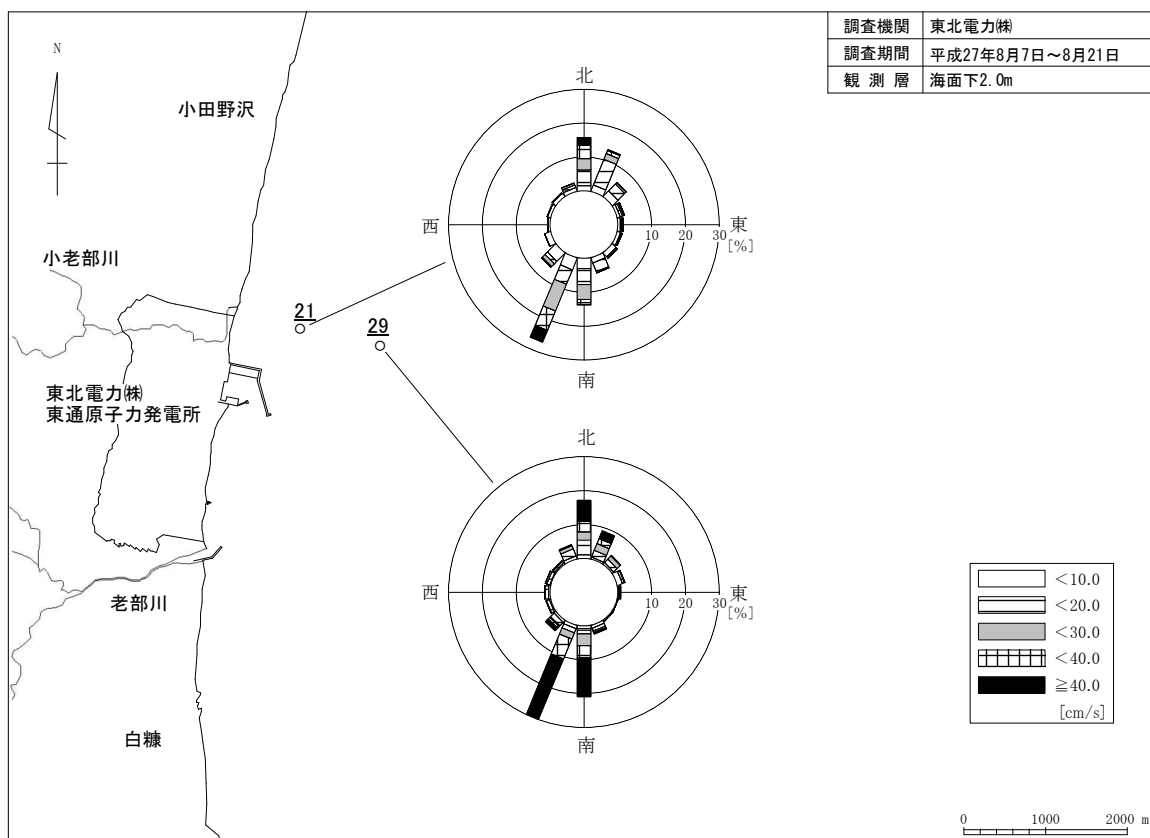 調査機関 東北電力㈱
調査期間 平成27年8月7日～8月21日
観測層 海面下2.0m
N
小田野沢
小老部川
21
29
東北電力㈱
東通原子力発電所
老部川
白糠
北
西
東
10 20 30
[%]
南
北
西
東
10 20 30
[%]
南
＜10.0
＜20.0
＜30.0
＜40.0
≧40.0
[cm/s]
0 1000 2000 m